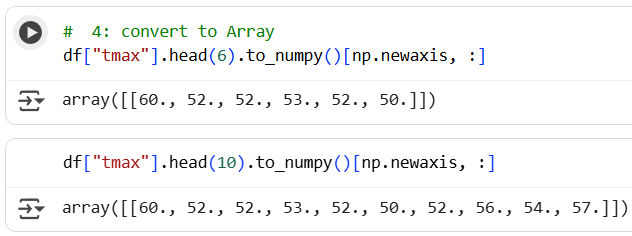 #  4: convert to Array
df["tmax"].head(6).to_numpy()[np.newaxis, :]
array([[60., 52., 52., 53., 52., 50.]])
df["tmax"].head(10).to_numpy()[np.newaxis, :]
array([[60., 52., 52., 53., 52., 50., 52., 56., 54., 57.]])